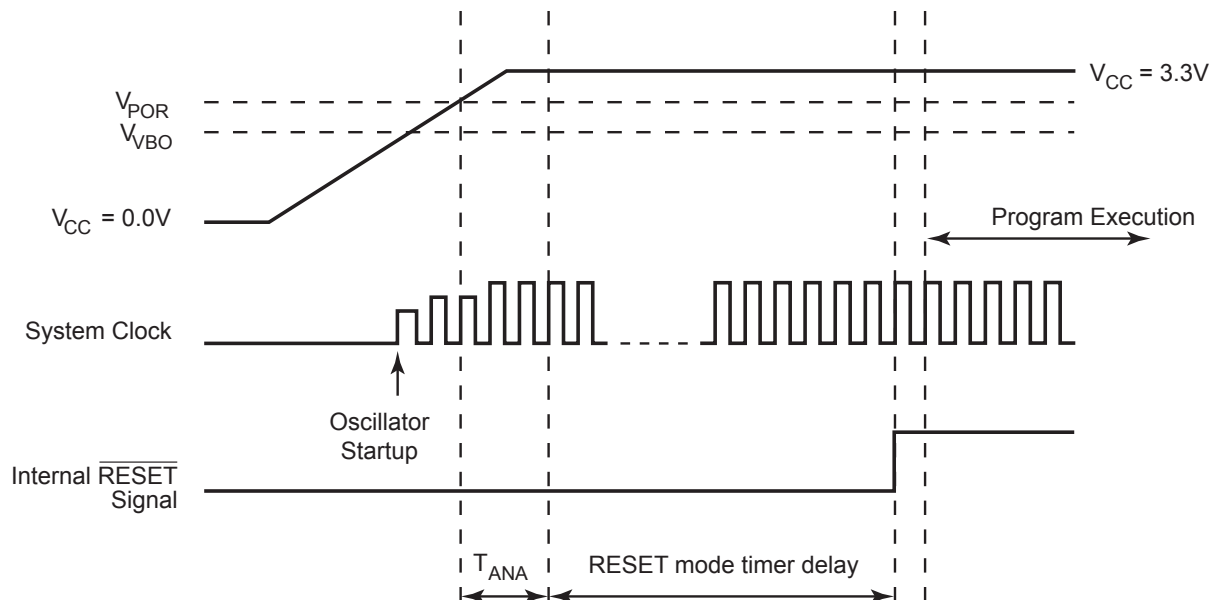 V_CC = 3.3V
V_POR
V_VBO
V_CC = 0.0V
Program Execution
System Clock
Oscillator
Startup
Internal R̅E̅S̅E̅T̅
Signal
T_ANA
RESET mode timer delay